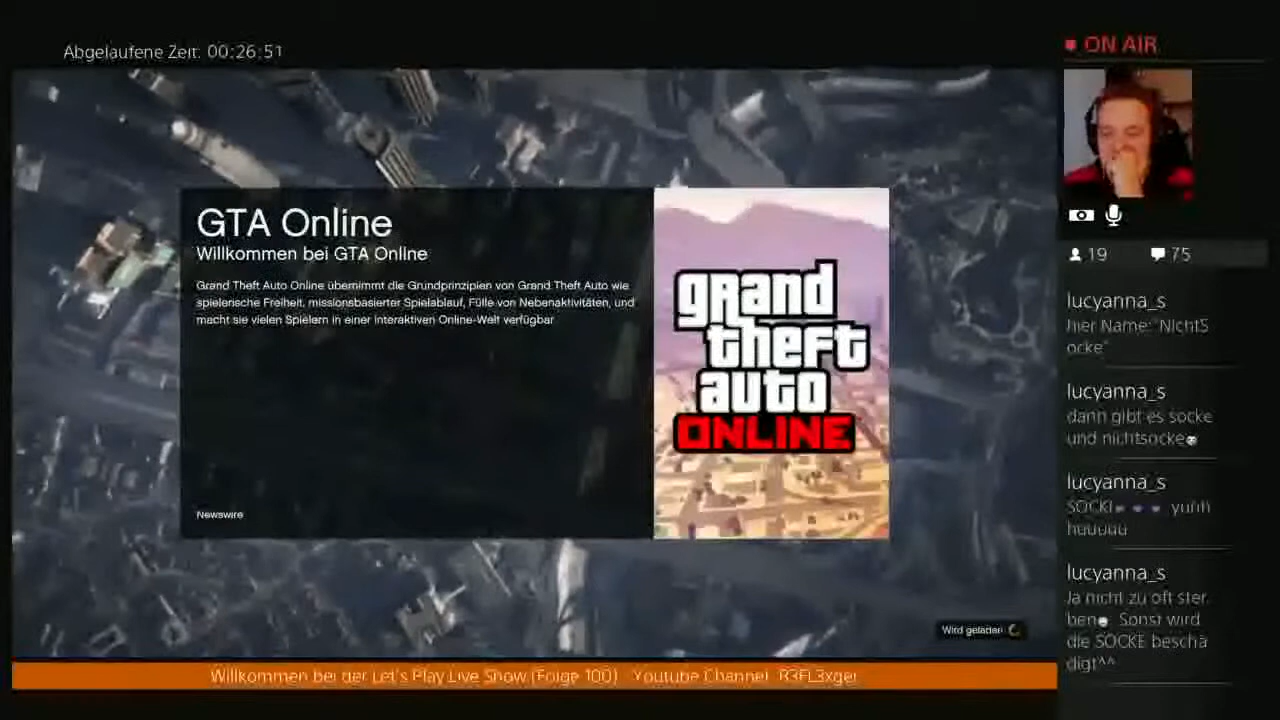 Abgelaufene Zeit: 00:26:51
ON AIR
GTA Online
Willkommen bei GTA Online
Grand Theft Auto Online übernimmt die Grundprinzipien von Grand Theft Auto wie
spielerische Freiheit, missionsbasierter Spielablauf, Fülle von Nebenaktivitäten, und
macht sie vielen Spielern in einer interaktiven Online-Welt verfügbar.
Newswire
grand
theft
auto
ONLINE
Wird geladen
Willkommen bei der Let's Play Live Show (Folge 100) Youtube Channel
19 75
lucyanna_s
hier Name:"NichtS
ocke"
lucyanna_s
dann gibt es socke
und nichtsocke
lucyanna_s
SOCKI yuhh
huuuuu
lucyanna_s
Ja nicht zu oft ster
ben Sonst wird
die SOCKE beschä
digt^^